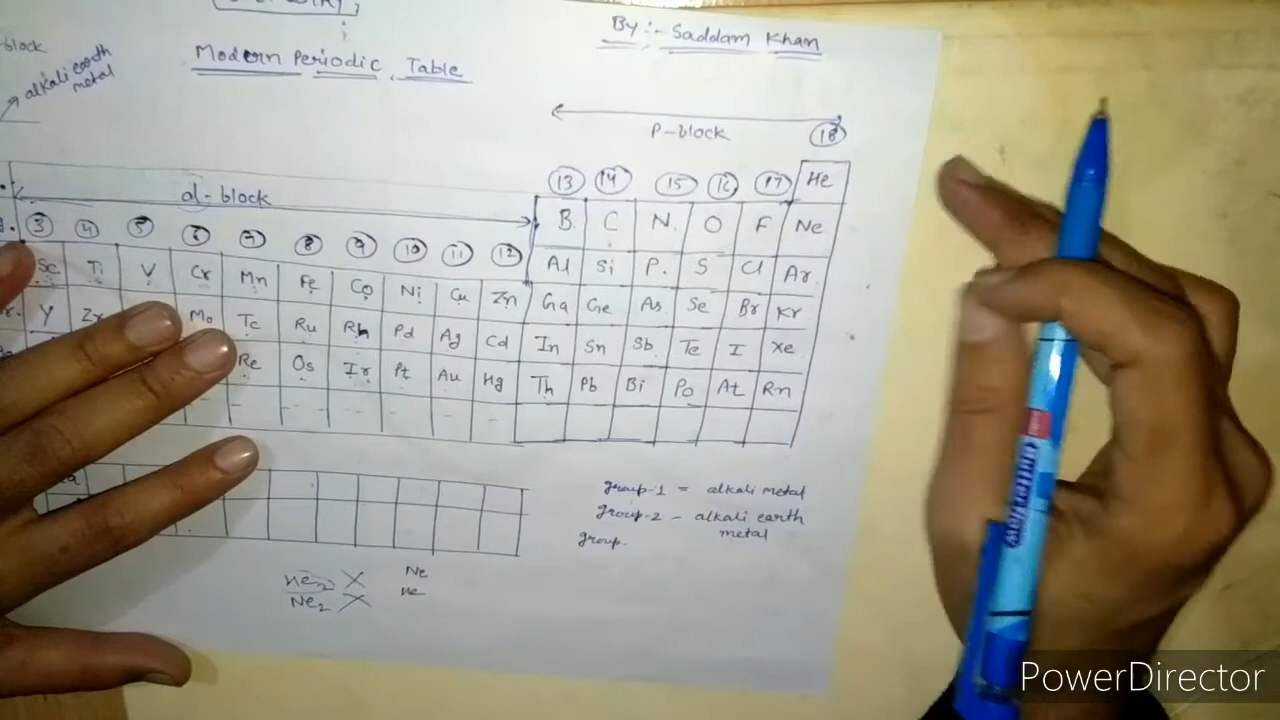 By :- Saddam Khan
-block
Modern Periodic Table
alkali earth
metal
P-block
18
d-block
13 14 15 16 17 He
3 4 5 6 7 8 9 10 11 12 B C N O F Ne
Sc Ti V Cr Mn Fe Co Ni Cu Zn Al Si P S Cl Ar
Y Zr Mo Tc Ru Rh Pd Ag Cd Ga Ge As Se Br Kr
Re Os Ir Pt Au Hg In Sn Sb Te I Xe
Th Pb Bi Po At Rn
group-1 = alkali metal
group-2 - alkali earth
metal
group.
Ne
Ne2
PowerDirector